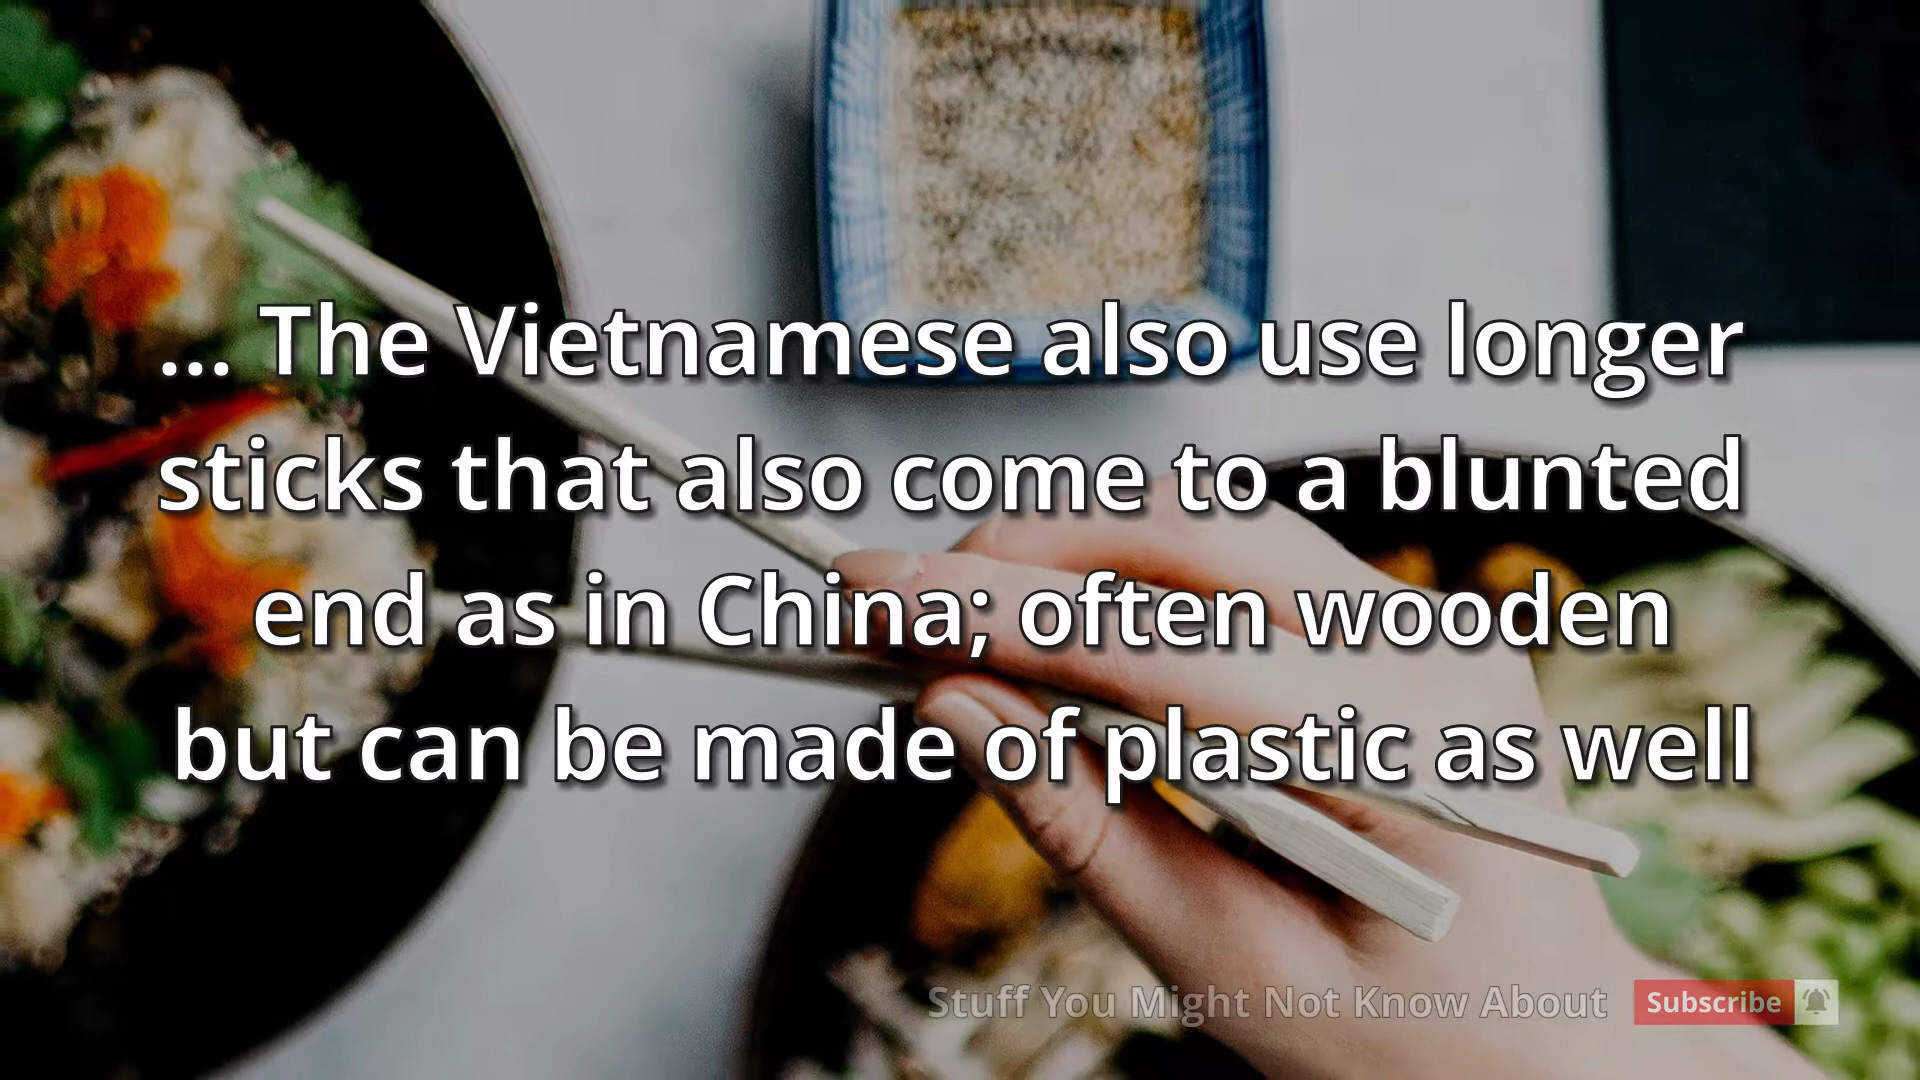 ... The Vietnamese also use longer
sticks that also come to a blunted
end as in China; often wooden
but can be made of plastic as well
Stuff You Might Not Know About
Subscribe